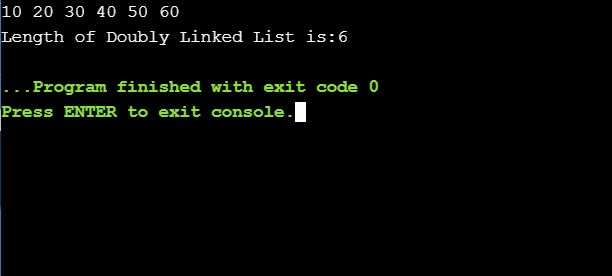 10 20 30 40 50 60
Length of Doubly Linked List is:6
...Program finished with exit code 0
Press ENTER to exit console.